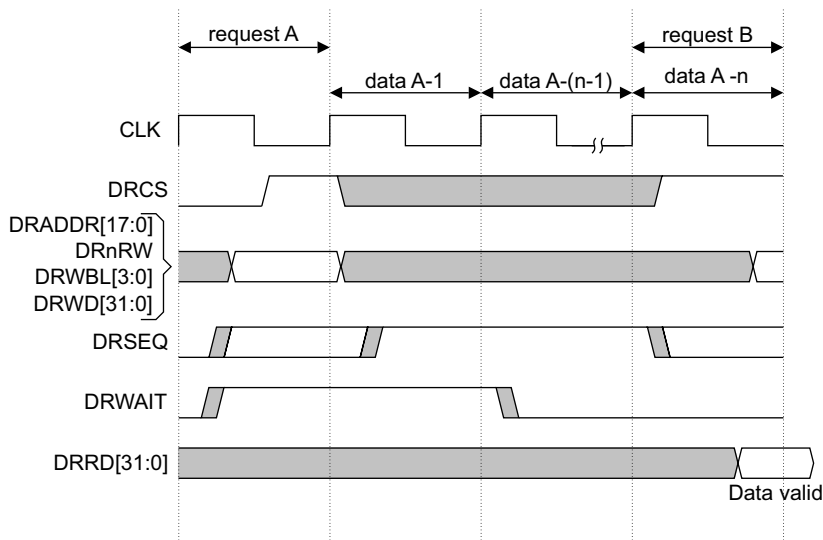 request A
request B
data A-1
data A-(n-1)
data A -n
CLK
DRCS
DRADDR[17:0]
DRnRW
DRWBL[3:0]
DRWD[31:0]
DRSEQ
DRWAIT
DRRD[31:0]
Data valid